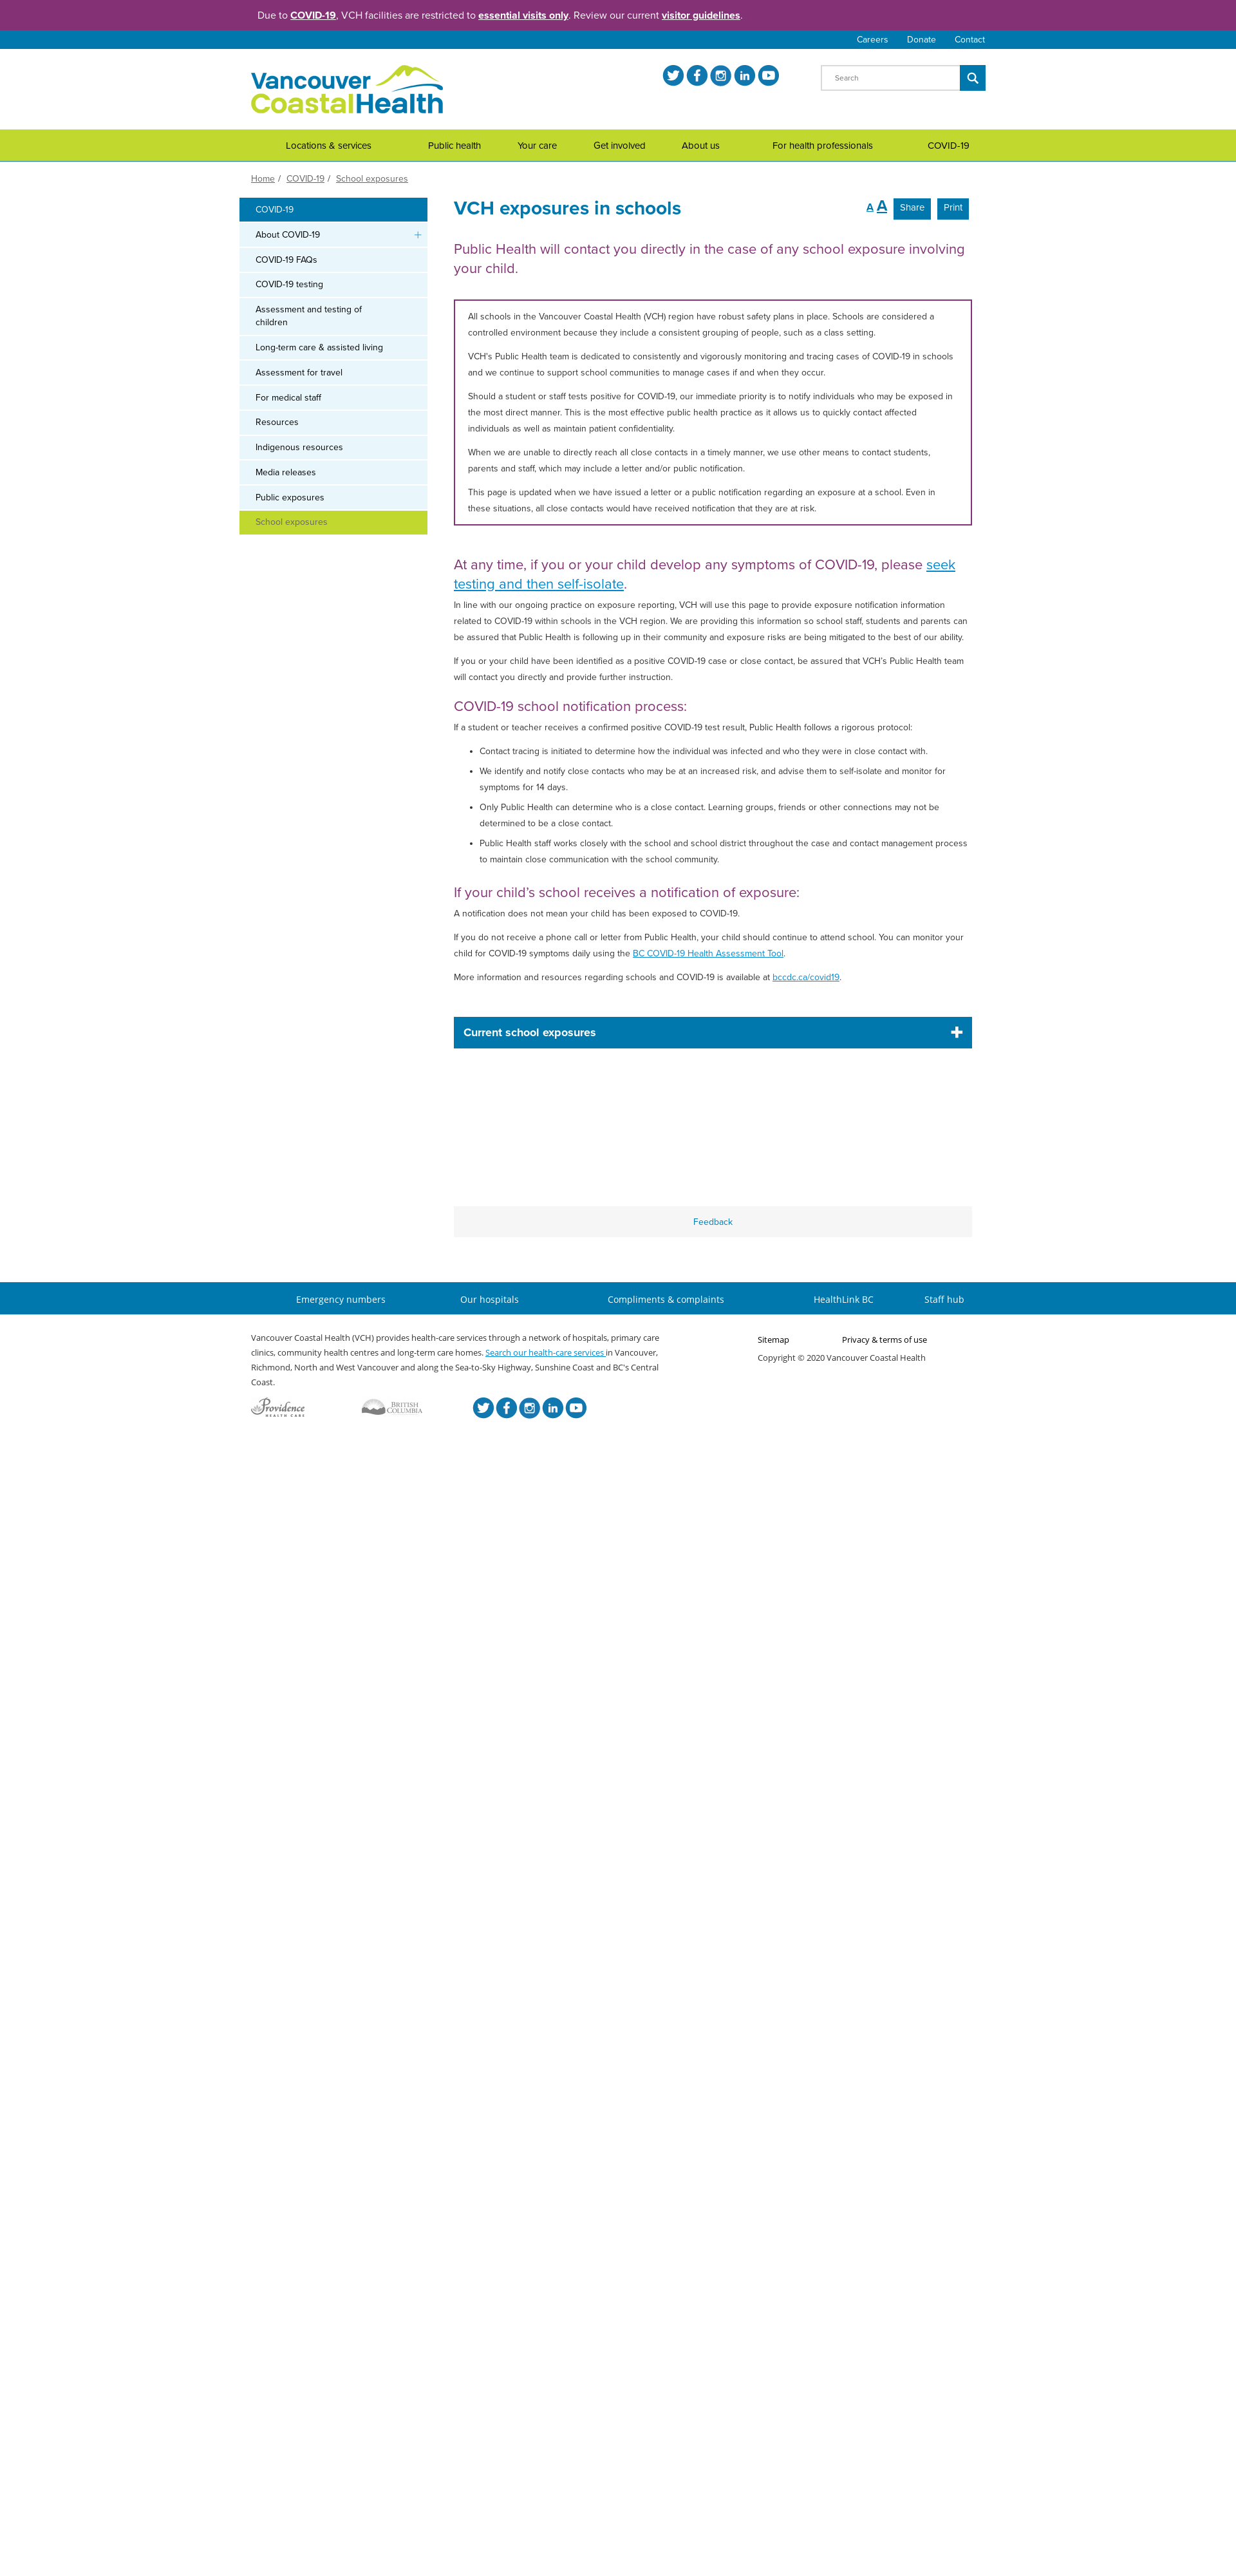 Due to COVID-19, VCH facilities are restricted to essential visits only. Review our current visitor guidelines.
Careers Donate Contact
Vancouver
CoastalHealth
Search
Locations & services Public health Your care Get involved About us For health professionals COVID-19
Home / COVID-19 / School exposures
COVID-19
About COVID-19
COVID-19 FAQs
COVID-19 testing
Assessment and testing of
children
Long-term care & assisted living
Assessment for travel
For medical staff
Resources
Indigenous resources
Media releases
Public exposures
School exposures
VCH exposures in schools
A A Share Print
Public Health will contact you directly in the case of any school exposure involving
your child.
All schools in the Vancouver Coastal Health (VCH) region have robust safety plans in place. Schools are considered a
controlled environment because they include a consistent grouping of people, such as a class setting.
VCH's Public Health team is dedicated to consistently and vigorously monitoring and tracing cases of COVID-19 in schools
and we continue to support school communities to manage cases if and when they occur.
Should a student or staff tests positive for COVID-19, our immediate priority is to notify individuals who may be exposed in
the most direct manner. This is the most effective public health practice as it allows us to quickly contact affected
individuals as well as maintain patient confidentiality.
When we are unable to directly reach all close contacts in a timely manner, we use other means to contact students,
parents and staff, which may include a letter and/or public notification.
This page is updated when we have issued a letter or a public notification regarding an exposure at a school. Even in
these situations, all close contacts would have received notification that they are at risk.
At any time, if you or your child develop any symptoms of COVID-19, please seek
testing and then self-isolate.
In line with our ongoing practice on exposure reporting, VCH will use this page to provide exposure notification information
related to COVID-19 within schools in the VCH region. We are providing this information so school staff, students and parents can
be assured that Public Health is following up in their community and exposure risks are being mitigated to the best of our ability.
If you or your child have been identified as a positive COVID-19 case or close contact, be assured that VCH's Public Health team
will contact you directly and provide further instruction.
COVID-19 school notification process:
If a student or teacher receives a confirmed positive COVID-19 test result, Public Health follows a rigorous protocol:
• Contact tracing is initiated to determine how the individual was infected and who they were in close contact with.
• We identify and notify close contacts who may be at an increased risk, and advise them to self-isolate and monitor for
symptoms for 14 days.
• Only Public Health can determine who is a close contact. Learning groups, friends or other connections may not be
determined to be a close contact.
• Public Health staff works closely with the school and school district throughout the case and contact management process
to maintain close communication with the school community.
If your child’s school receives a notification of exposure:
A notification does not mean your child has been exposed to COVID-19.
If you do not receive a phone call or letter from Public Health, your child should continue to attend school. You can monitor your
child for COVID-19 symptoms daily using the BC COVID-19 Health Assessment Tool.
More information and resources regarding schools and COVID-19 is available at bccdc.ca/covid19.
Current school exposures
Feedback
Emergency numbers Our hospitals Compliments & complaints HealthLink BC Staff hub
Vancouver Coastal Health (VCH) provides health-care services through a network of hospitals, primary care
clinics, community health centres and long-term care homes. Search our health-care services in Vancouver,
Richmond, North and West Vancouver and along the Sea-to-Sky Highway, Sunshine Coast and BC's Central
Coast.
Sitemap Privacy & terms of use
Copyright © 2020 Vancouver Coastal Health
Providence
HEALTH CARE
BRITISH
COLUMBIA